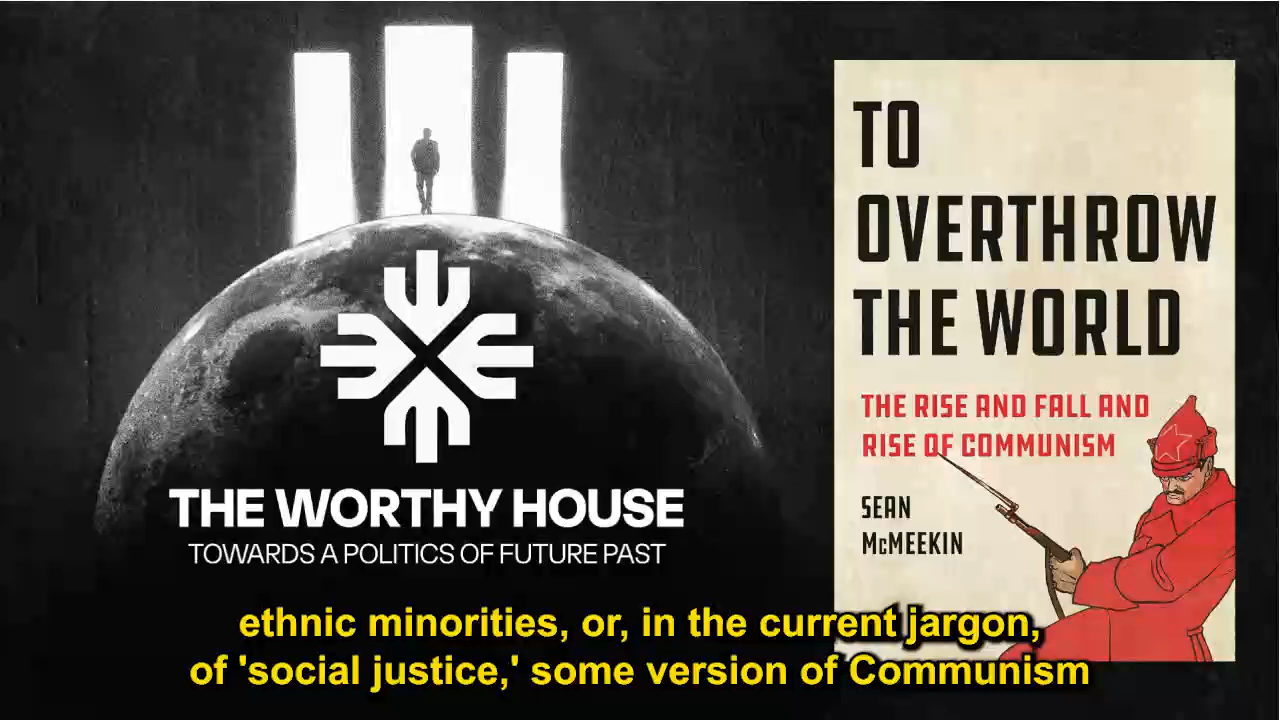 THE WORTHY HOUSE
TOWARDS A POLITICS OF FUTURE PAST
TO
OVERTHROW
THE WORLD
THE RISE AND FALL AND
RISE OF COMMUNISM
SEAN
McMEEKIN
ethnic minorities, or, in the current jargon,
of 'social justice,' some version of Communism